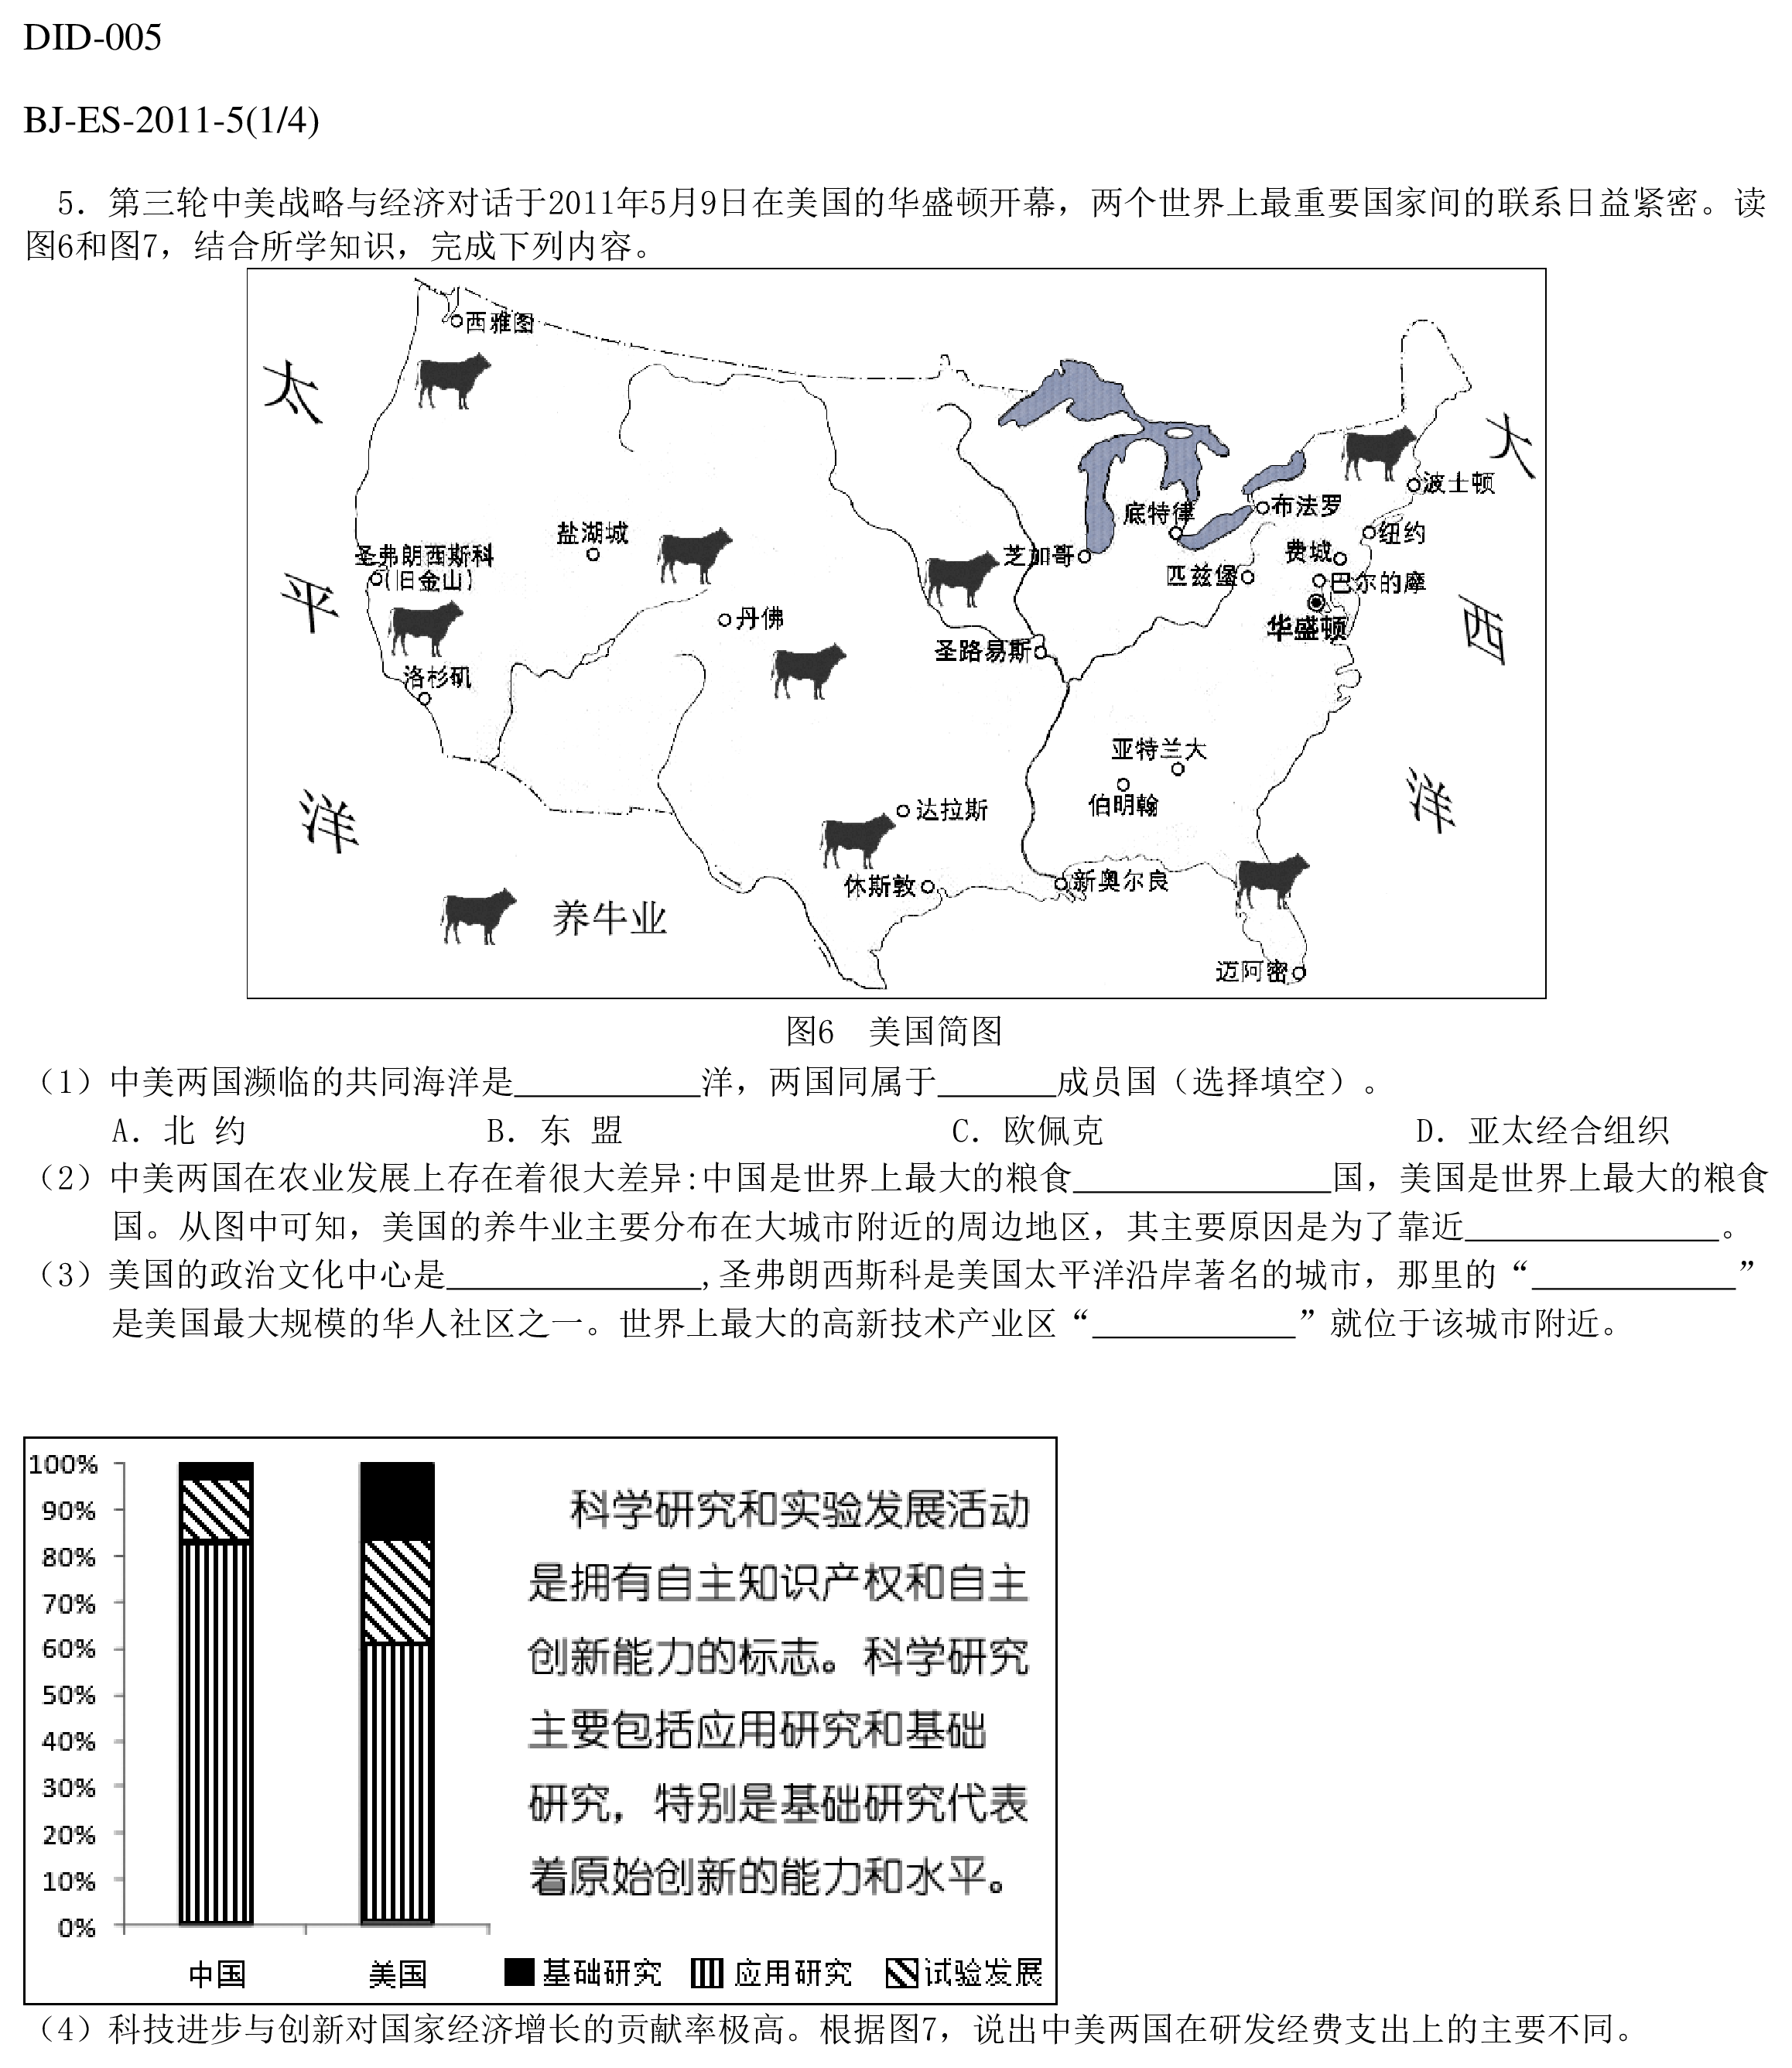 DID-005
BJ-ES-2011-5(1/4)
5．第三轮中美战略与经济对话于2011年5月9日在美国的华盛顿开幕，两个世界上最重要国家间的联系日益紧密。读
图6和图7，结合所学知识，完成下列内容。
西雅图
太
平
洋
大
西
洋
波士顿
布法罗
底特律
纽约
盐湖城
芝加哥
费城
圣弗朗西斯科
(旧金山)
匹兹堡
巴尔的摩
丹佛
华盛顿
圣路易斯
洛杉矶
亚特兰大
伯明翰
达拉斯
休斯敦
新奥尔良
养牛业
迈阿密
图6 美国简图
（1）中美两国濒临的共同海洋是___________洋，两国同属于_______成员国（选择填空）。
A．北 约 B．东 盟 C．欧佩克 D．亚太经合组织
（2）中美两国在农业发展上存在着很大差异:中国是世界上最大的粮食_______________国，美国是世界上最大的粮食
国。从图中可知，美国的养牛业主要分布在大城市附近的周边地区，其主要原因是为了靠近_______________。
（3）美国的政治文化中心是_______________,圣弗朗西斯科是美国太平洋沿岸著名的城市，那里的“____________”
是美国最大规模的华人社区之一。世界上最大的高新技术产业区“____________”就位于该城市附近。
100%
90%
80%
70%
60%
50%
40%
30%
20%
10%
0%
中国 美国
科学研究和实验发展活动
是拥有自主知识产权和自主
创新能力的标志。科学研究
主要包括应用研究和基础
研究，特别是基础研究代表
着原始创新的能力和水平。
基础研究 应用研究 试验发展
（4）科技进步与创新对国家经济增长的贡献率极高。根据图7，说出中美两国在研发经费支出上的主要不同。